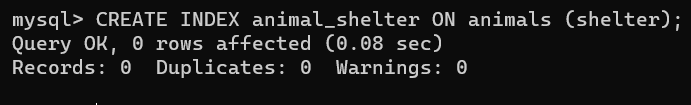 mysql> CREATE INDEX animal_shelter ON animals (shelter);
Query OK, 0 rows affected (0.08 sec)
Records: 0  Duplicates: 0  Warnings: 0